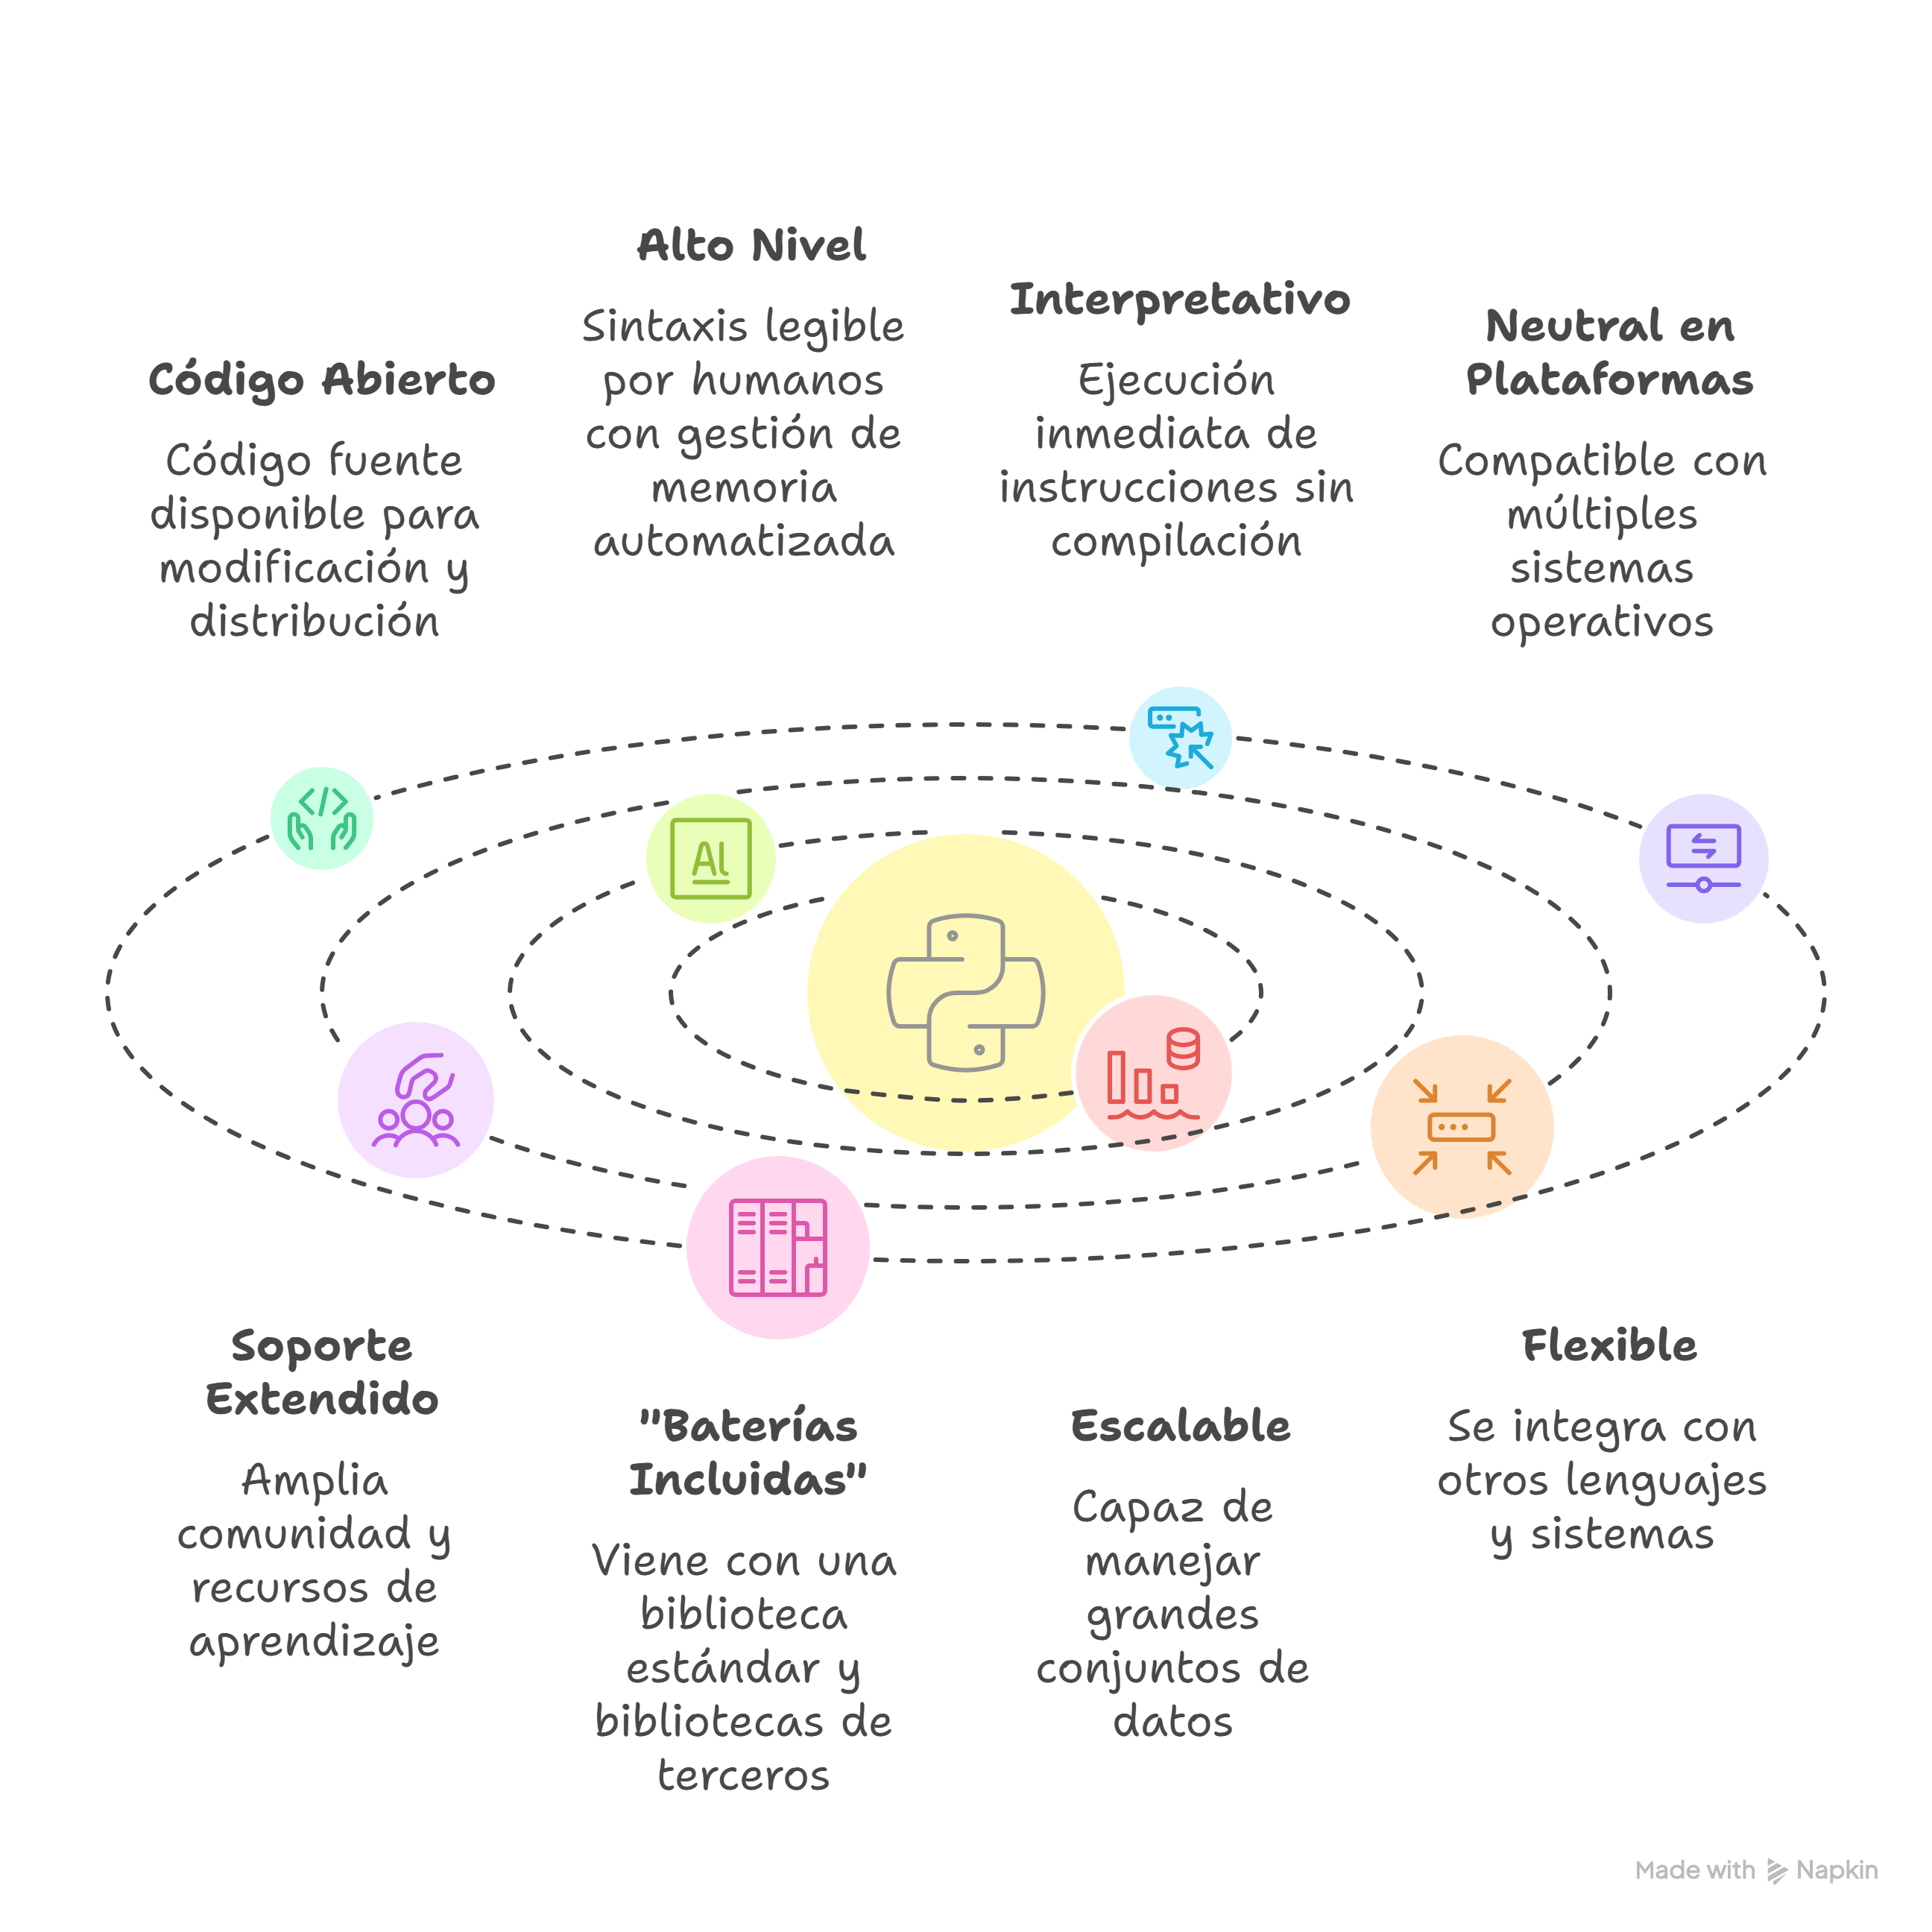 Código Abierto
Código fuente
disponible para
modificación y
distribución
Alto Nivel
Sintaxis legible
por humanos
con gestión de
memoria
automatizada
Interpretativo
Ejecución
inmediata de
instrucciones sin
compilación
Neutral en
Plataformas
Compatible con
múltiples
sistemas
operativos
Al
Soporte
Extendido
Amplia
comunidad y
recursos de
aprendizaje
"Baterías
Incluidas"
Viene con una
biblioteca
estándar y
bibliotecas de
terceros
Escalable
Capaz de
manejar
grandes
conjuntos de
datos
Flexible
Se integra con
otros lenguajes
y sistemas
Made with Napkin